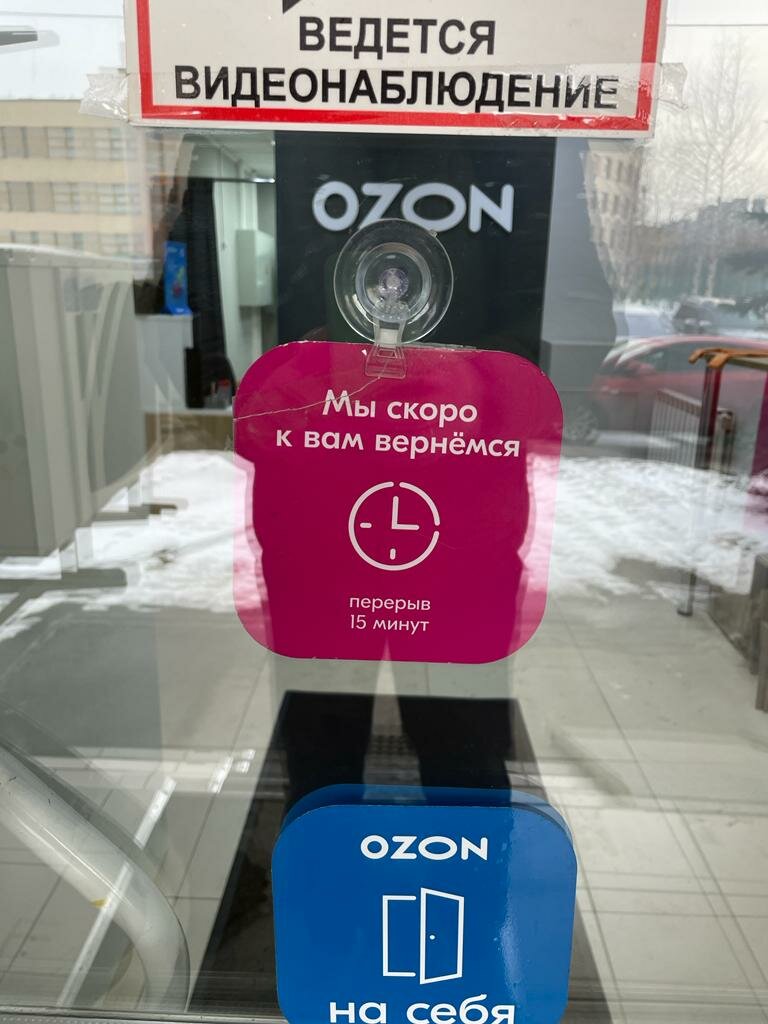 ВЕДЕТСЯ
ВИДЕОНАБЛЮДЕНИЕ
OZON
Мы скоро
к вам вернёмся
перерыв
15 минут
OZON
на себя